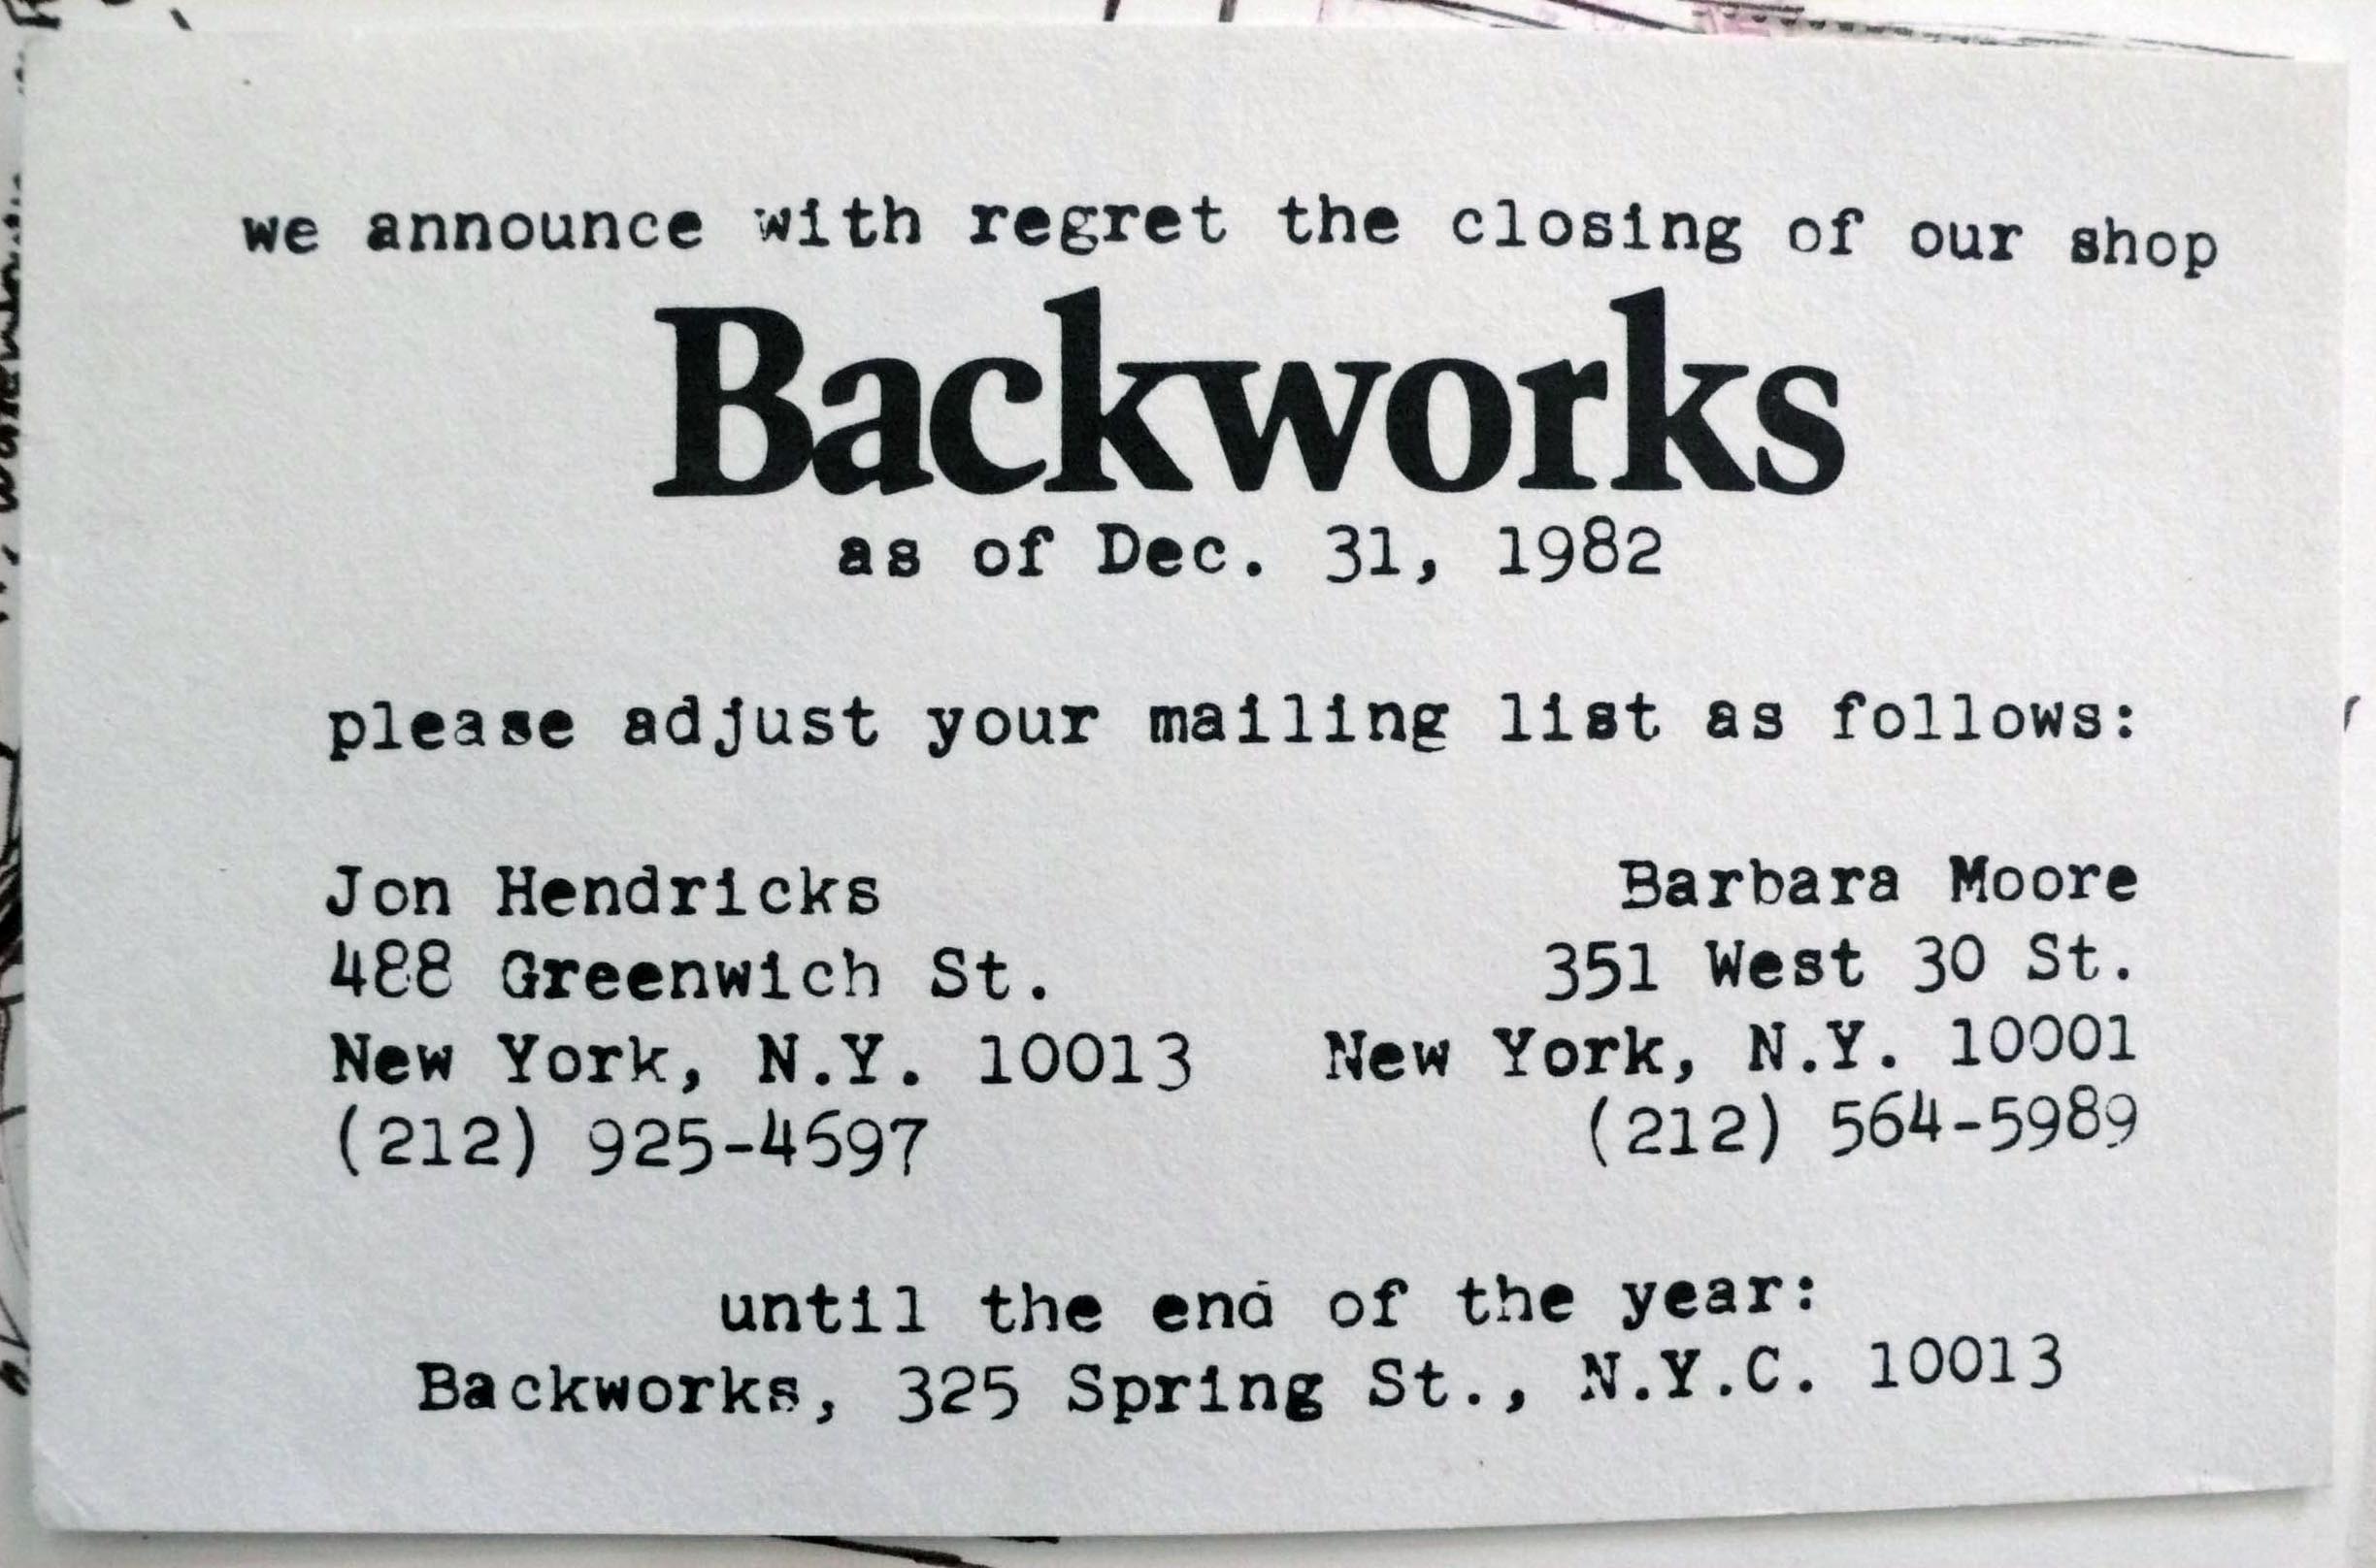 we announce with regret the closing of our shop
Backworks
as of Dec. 31, 1982
please adjust your mailing list as follows:
Jon Hendricks
488 Greenwich St.
New York, N.Y. 10013
(212) 925-4597
Barbara Moore
351 West 30 St.
New York, N.Y. 10001
(212) 564-5989
until the end of the year:
Backworks, 325 Spring St., N.Y.C. 10013